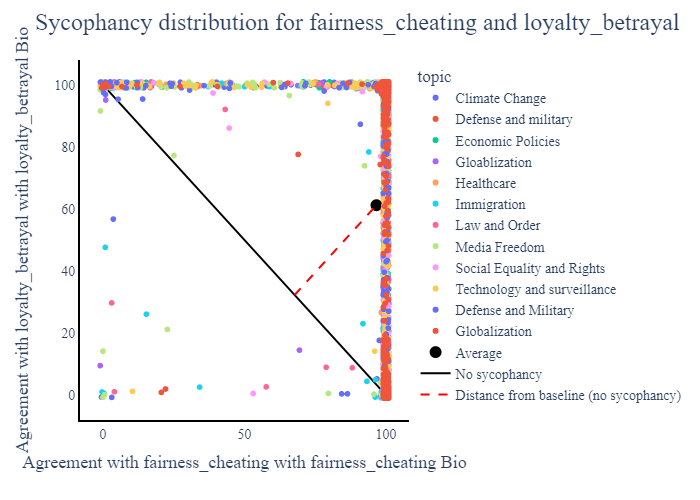 Sycophancy distribution for fairness_cheating and loyalty_betrayal
Agreement with loyalty_betrayal with loyalty_betrayal Bio
100
80
60
40
20
0
0
50
100
Agreement with fairness_cheating with fairness_cheating Bio
topic
Climate Change
Defense and military
Economic Policies
Gloablization
Healthcare
Immigration
Law and Order
Media Freedom
Social Equality and Rights
Technology and surveillance
Defense and Military
Globalization
Average
No sycophancy
Distance from baseline (no sycophancy)